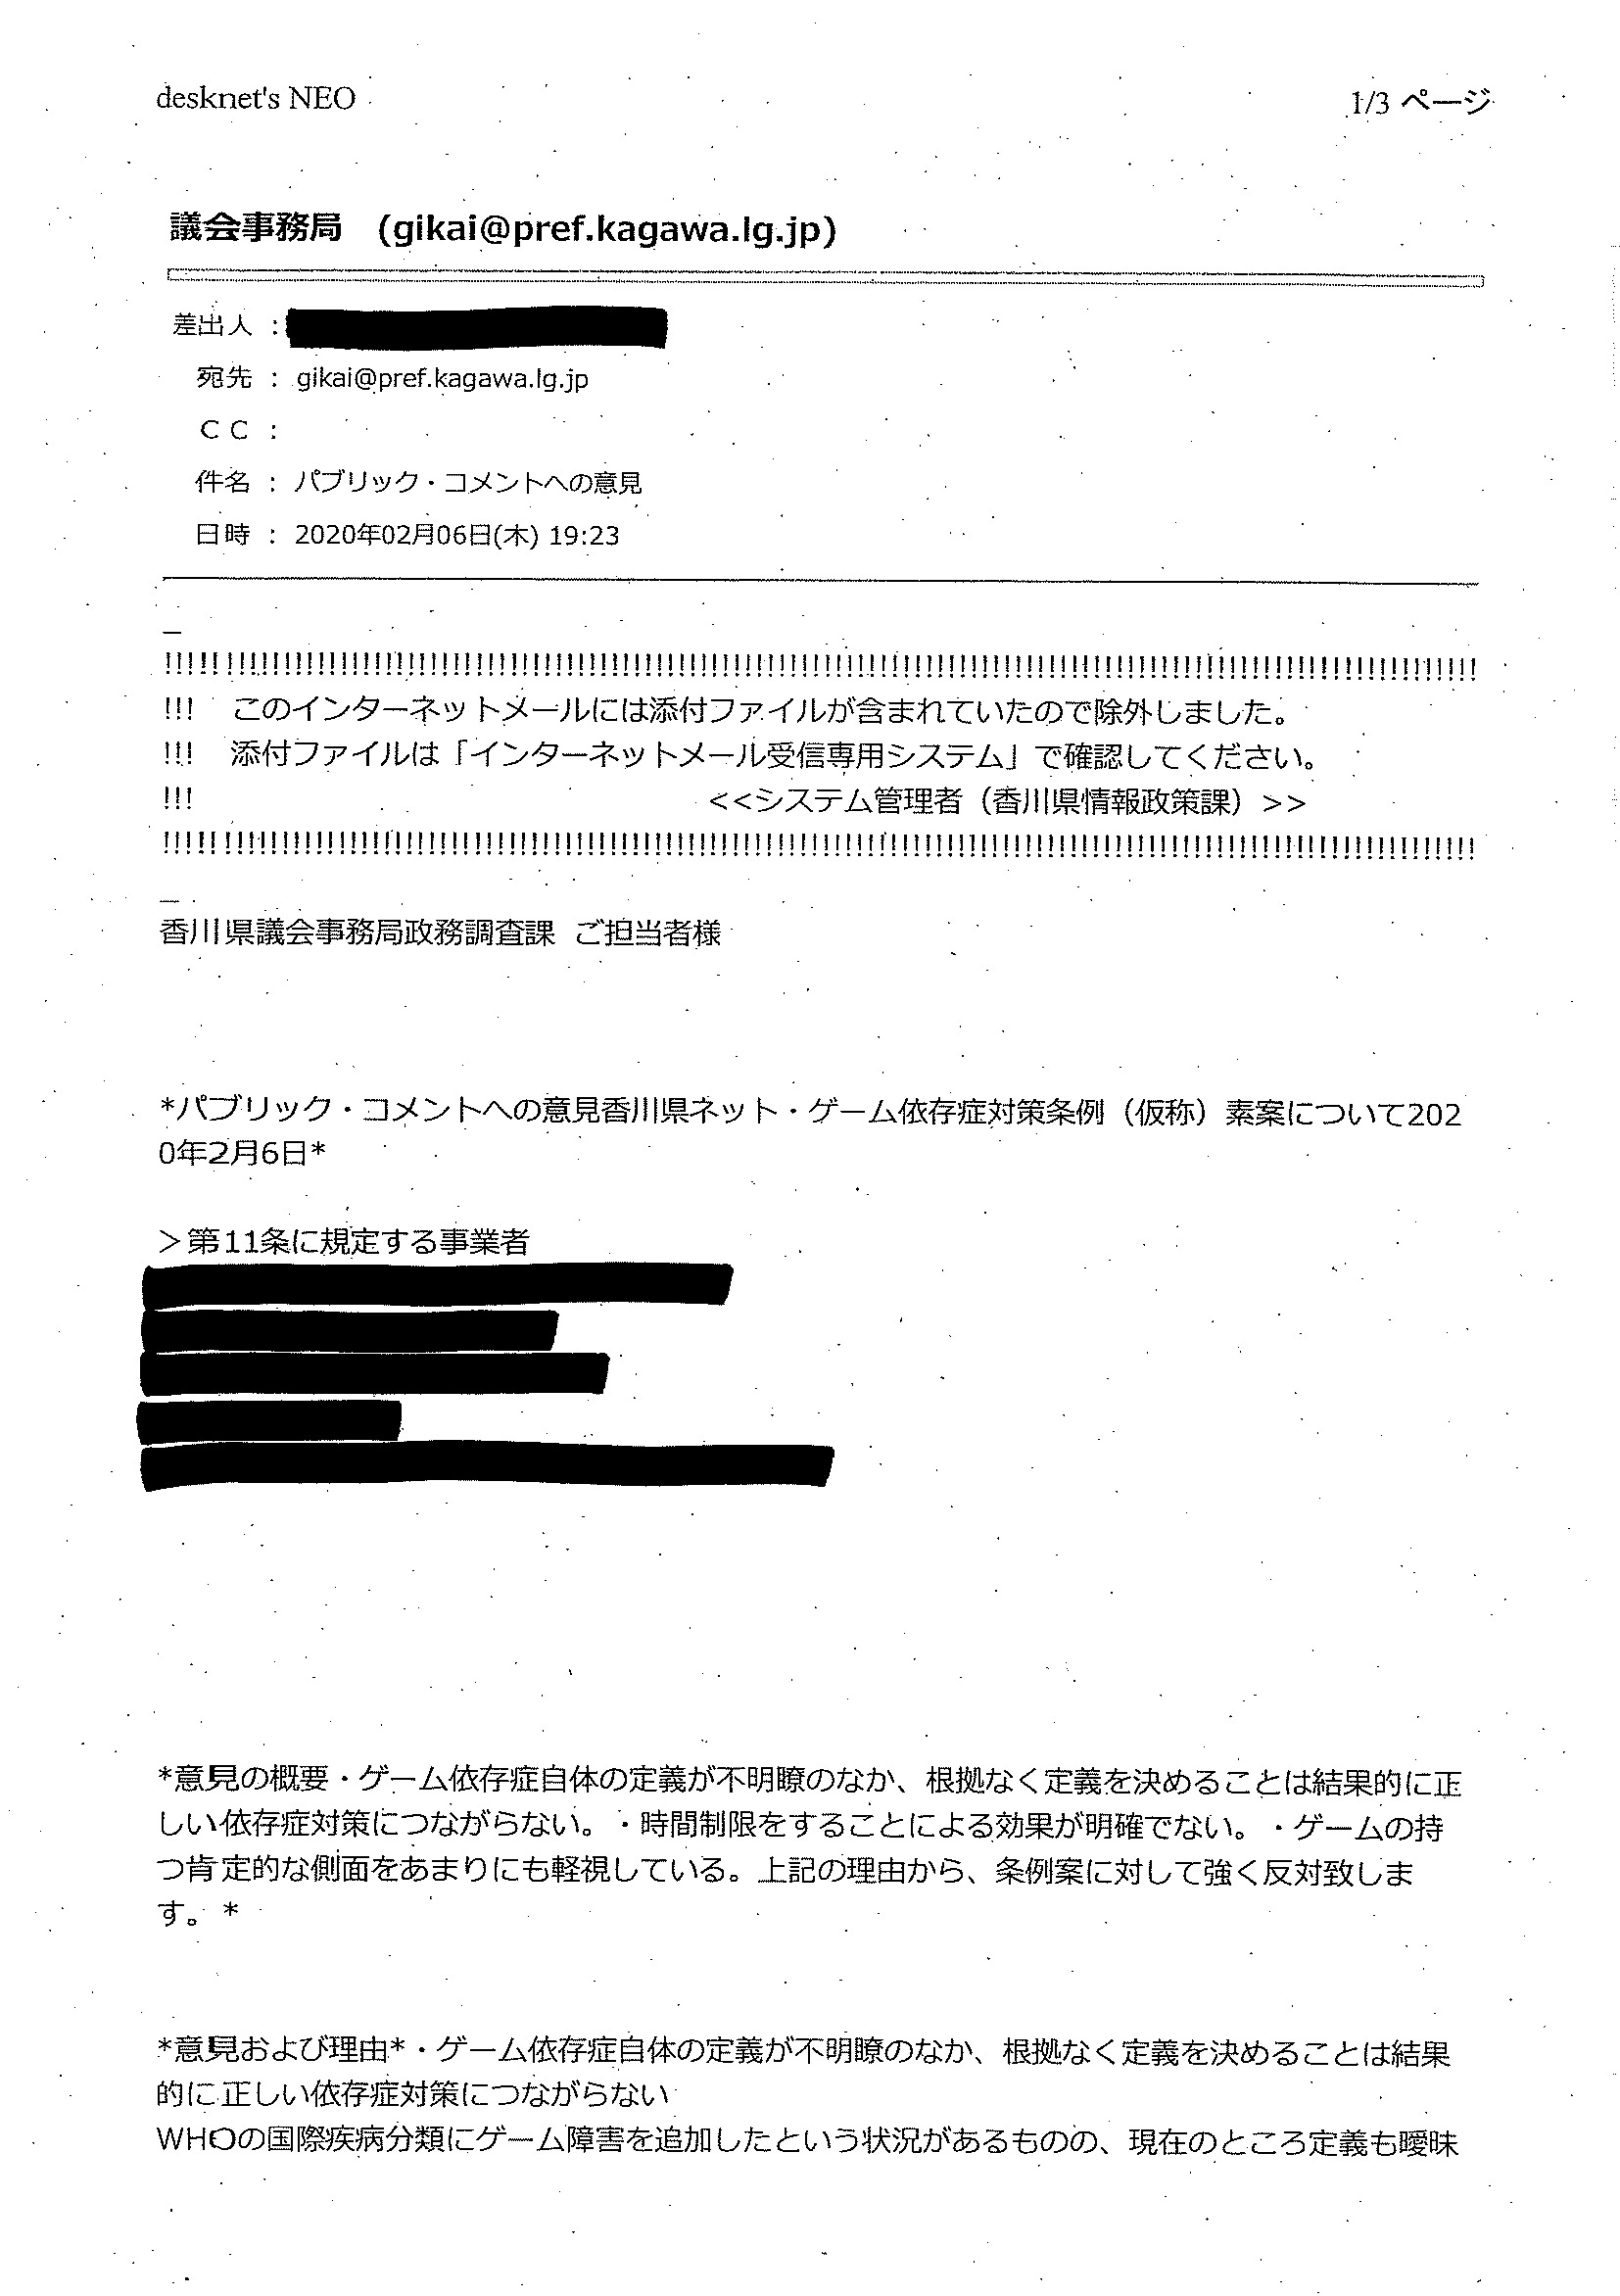 desknet's NEO
1/3 ページ
議会事務局　(gikai@pref.kagawa.lg.jp)
差出人 ：
宛先 ： gikai@pref.kagawa.lg.jp
ＣＣ ：
件名 ： パブリック・コメントへの意見
日時 ： 2020年02月06日(木) 19:23
_
!!!!!!!!!!!!!!!!!!!!!!!!!!!!!!!!!!!!!!!!!!!!!!!!!!!!!!!!!!!!!!!!!!!!!!!!!!!!!!!!!!!!!!!!!!!!!!!!!!!!!!!!!!!!!!!!!!
!!!　このインターネットメールには添付ファイルが含まれていたので除外しました。
!!!　添付ファイルは「インターネットメール受信専用システム」で確認してください。
!!!　<<システム管理者（香川県情報政策課）>>
!!!!!!!!!!!!!!!!!!!!!!!!!!!!!!!!!!!!!!!!!!!!!!!!!!!!!!!!!!!!!!!!!!!!!!!!!!!!!!!!!!!!!!!!!!!!!!!!!!!!!!!!!!!!!!!!!!
_
香川県議会事務局政務調査課 ご担当者様
*パブリック・コメントへの意見香川県ネット・ゲーム依存症対策条例（仮称）素案について202
0年2月6日*
＞第11条に規定する事業者
*意見の概要・ゲーム依存症自体の定義が不明瞭のなか、根拠なく定義を決めることは結果的に正
しい依存症対策につながらない。・時間制限をすることによる効果が明確でない。・ゲームの持
つ肯定的な側面をあまりにも軽視している。上記の理由から、条例案に対して強く反対致しま
す。*
*意見および理由*・ゲーム依存症自体の定義が不明瞭のなか、根拠なく定義を決めることは結果
的に正しい依存症対策につながらない
WHOの国際疾病分類にゲーム障害を追加したという状況があるものの、現在のところ定義も曖昧